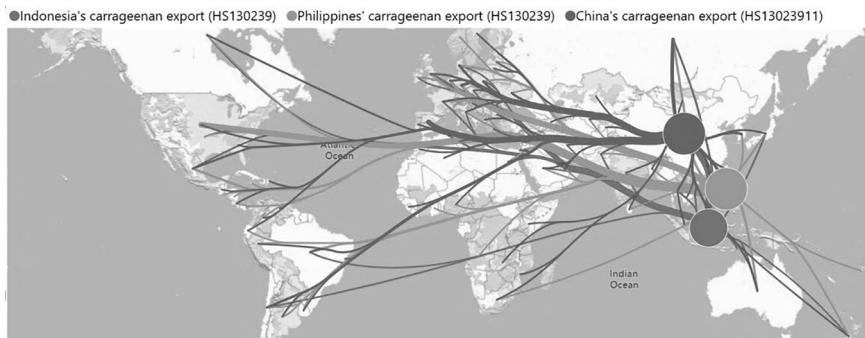 Indonesia's carrageenan export (HS130239) Philippines' carrageenan export (HS130239) China's carrageenan export (HS13023911)
Atlantic
Ocean
Indian
Ocean